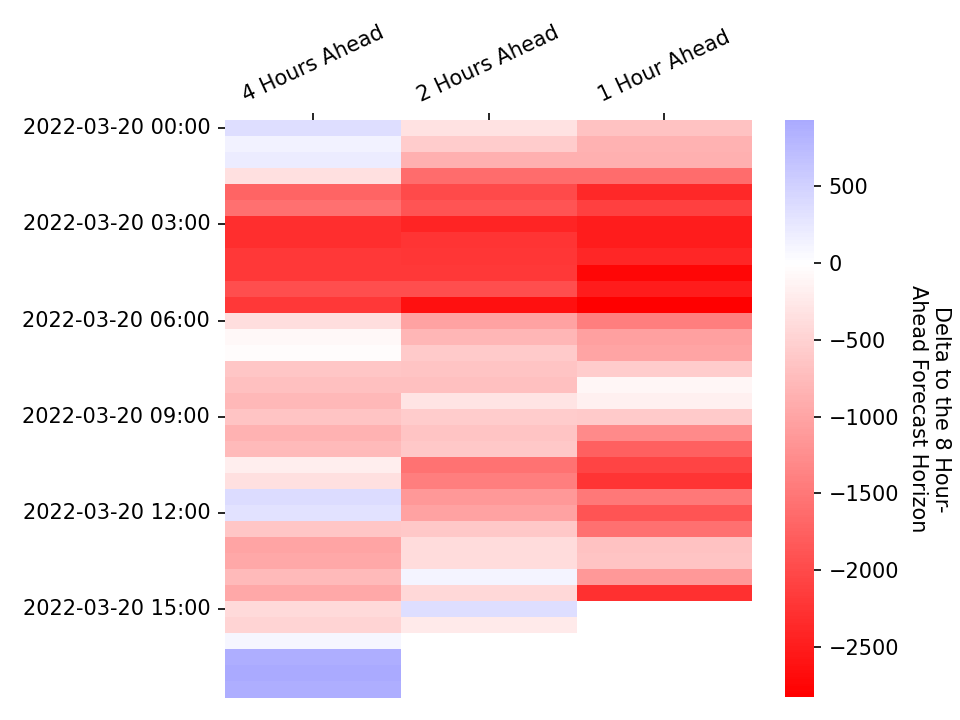 4 Hours Ahead
2 Hours Ahead
1 Hour Ahead
2022-03-20 00:00
2022-03-20 03:00
2022-03-20 06:00
2022-03-20 09:00
2022-03-20 12:00
2022-03-20 15:00
500
0
−500
−1000
−1500
−2000
−2500
Delta to the 8 Hour-
Ahead Forecast Horizon